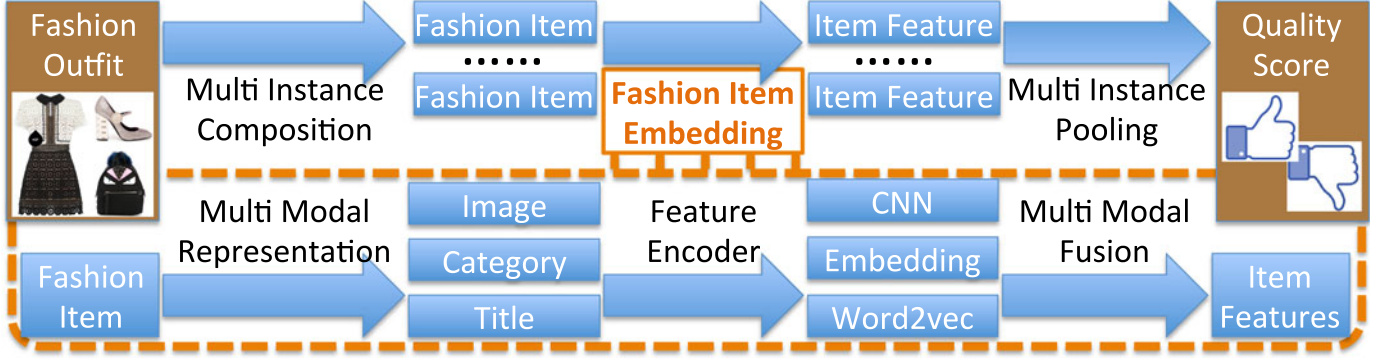 Fashion
Outfit
Multi Instance
Composition
Fashion Item
......
Fashion Item
Fashion Item
Embedding
Item Feature
......
Item Feature
Multi Instance
Pooling
Quality
Score
Fashion
Item
Multi Modal
Representation
Image
Category
Title
Feature
Encoder
CNN
Embedding
Word2vec
Multi Modal
Fusion
Item
Features